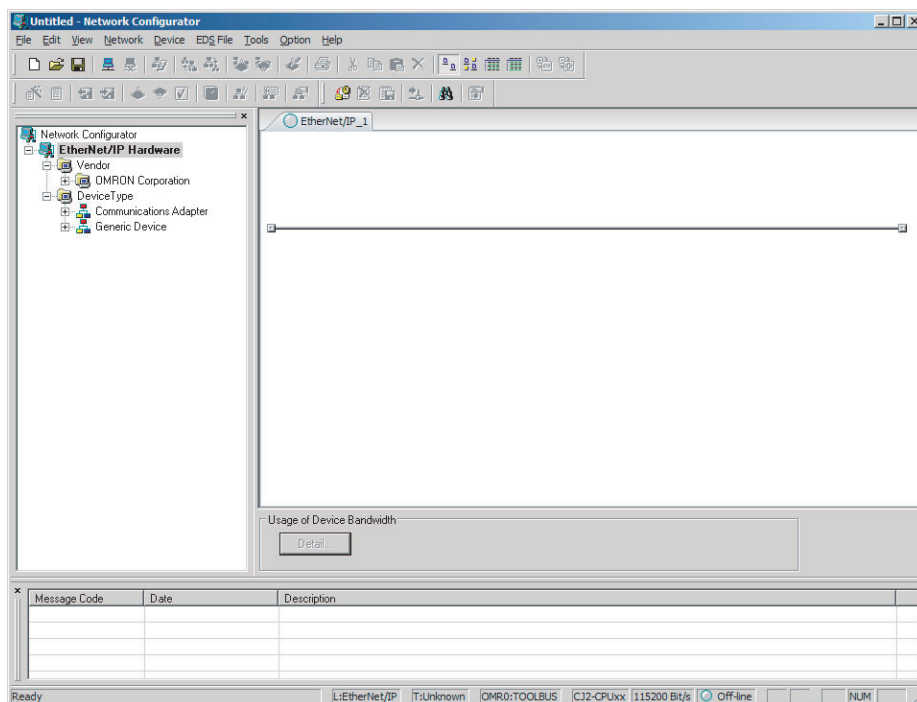 Untitled - Network Configurator
File Edit View Network Device EDS File Tools Option Help
Network Configurator
EtherNet/IP Hardware
Vendor
OMRON Corporation
DeviceType
Communications Adapter
Generic Device
EtherNet/IP_1
Usage of Device Bandwidth
Detail...
Message Code Date Description
Ready L:EtherNet/IP T:Unknown OMR0:TOOLBUS CJ2-CPUxx 115200 Bit/s Off-line NUM